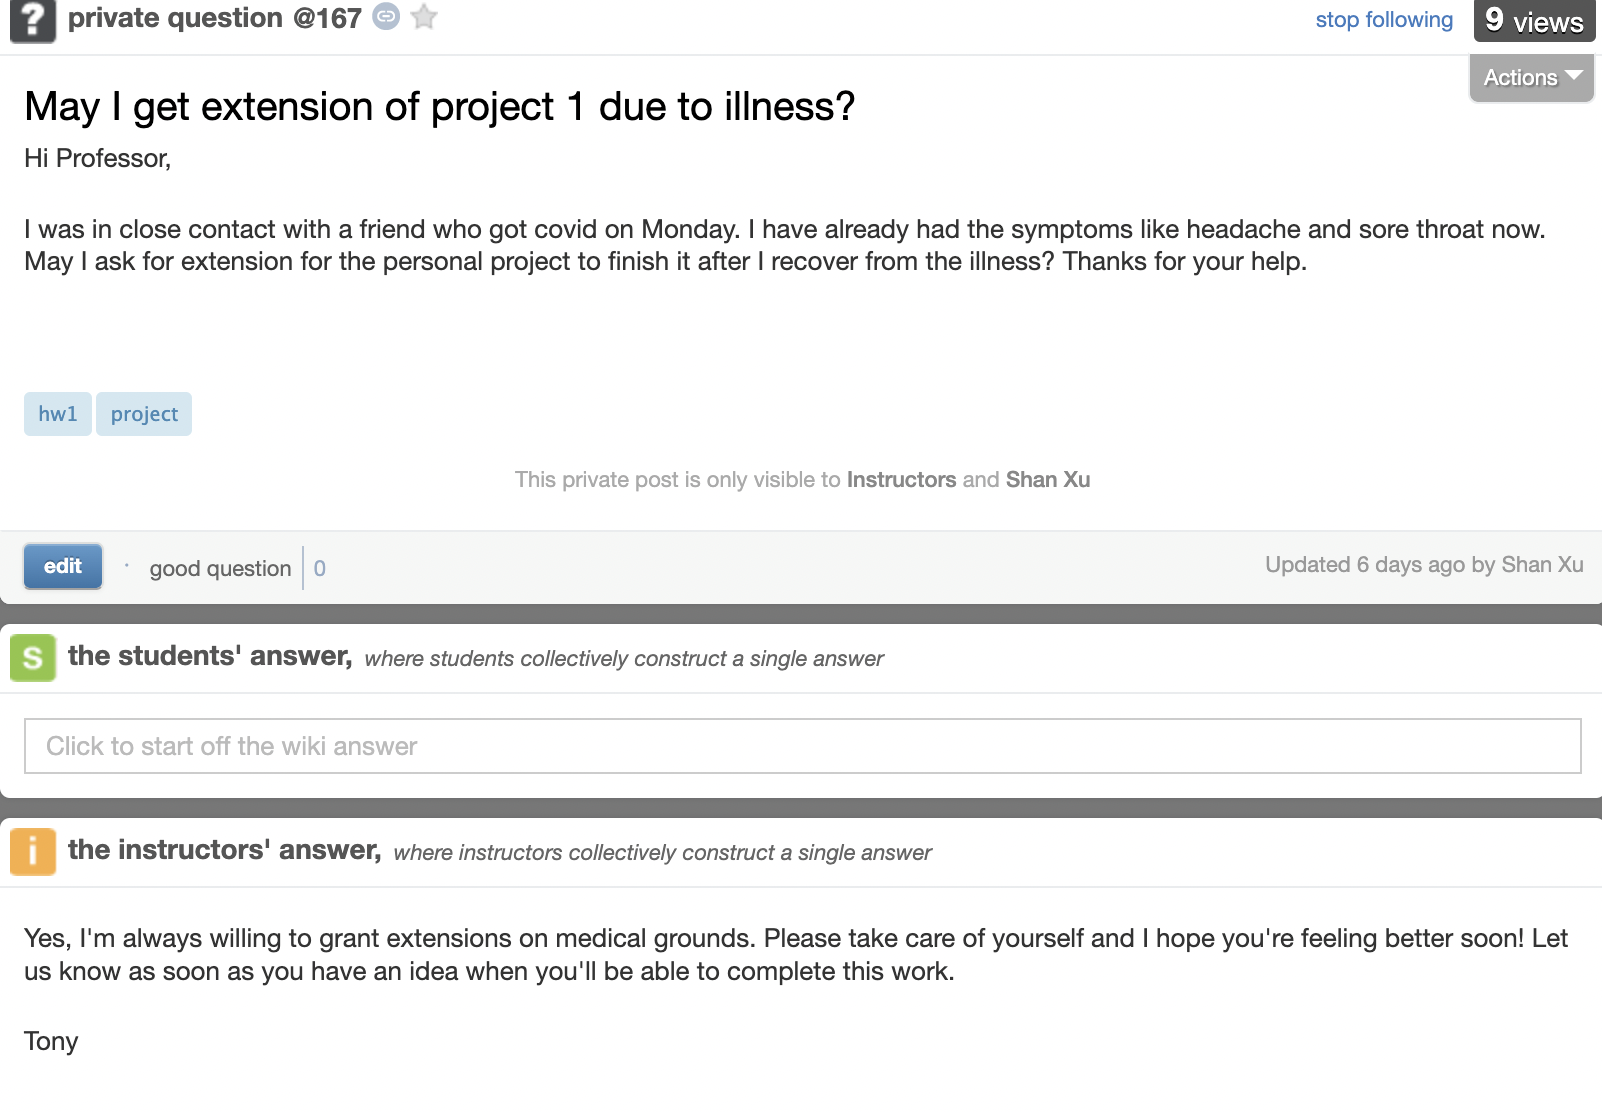 ? private question @167 stop following 9 views
Actions
May I get extension of project 1 due to illness?
Hi Professor,
I was in close contact with a friend who got covid on Monday. I have already had the symptoms like headache and sore throat now.
May I ask for extension for the personal project to finish it after I recover from the illness? Thanks for your help.
hw1 project
This private post is only visible to Instructors and Shan Xu
edit · good question 0 Updated 6 days ago by Shan Xu
S the students' answer, where students collectively construct a single answer
Click to start off the wiki answer
i the instructors' answer, where instructors collectively construct a single answer
Yes, I'm always willing to grant extensions on medical grounds. Please take care of yourself and I hope you're feeling better soon! Let
us know as soon as you have an idea when you'll be able to complete this work.
Tony